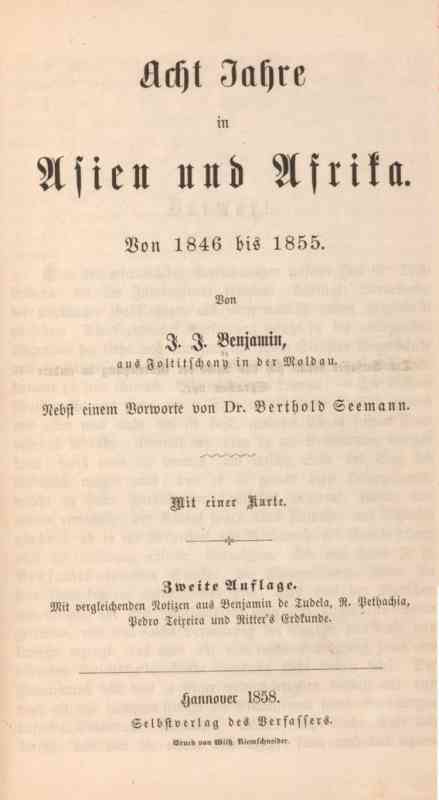 Acht Jahre
in
Asien und Afrika.
Von 1846 bis 1855.
Von
J. J. Benjamin,
aus Foltitscheny in der Moldau.
Nebst einem Vorworte von Dr. Berthold Seemann.
Mit einer Karte.
Zweite Auflage.
Mit vergleichenden Notizen aus Benjamin de Tudela, R. Pethachia,
Pedro Teixeira und Ritter's Erdkunde.
Hannover 1858.
Selbstverlag des Verfassers.
Druck von Wilh. Riemschneider.